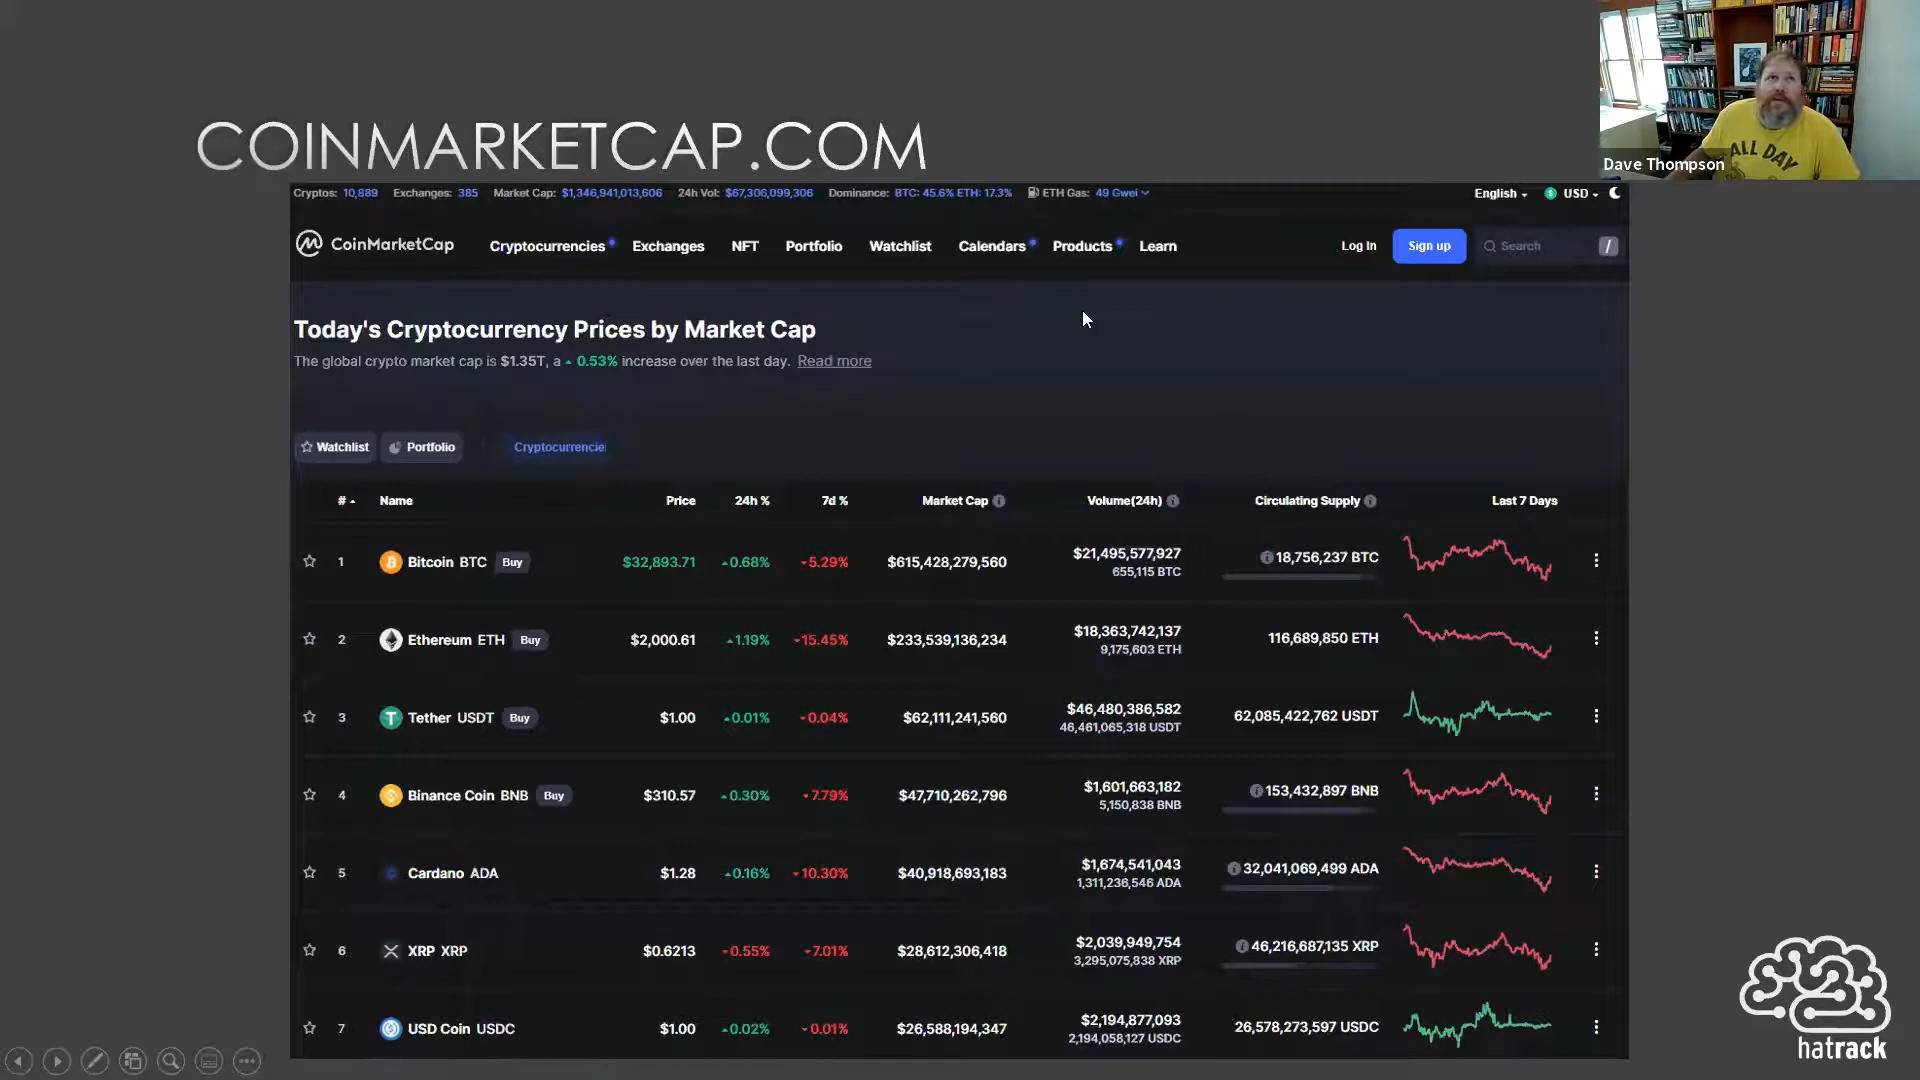 COINMARKETCAP.COM
ALL DAY
Dave Thompson
Cryptos: 10,889 Exchanges: 385 Market Cap: $1,346,941,013,606 24h Vol: $67,306,099,306 Dominance: BTC: 45.6% ETH: 17.3% ETH Gas: 49 Gwei English USD
CoinMarketCap Cryptocurrencies Exchanges NFT Portfolio Watchlist Calendars Products Learn Log In Sign up Search /
Today's Cryptocurrency Prices by Market Cap
The global crypto market cap is $1.35T, a 0.53% increase over the last day. Read more
Watchlist Portfolio Cryptocurrencie
# Name Price 24h % 7d % Market Cap Volume(24h) Circulating Supply Last 7 Days
1 Bitcoin BTC Buy $32,893.71 0.68% 5.29% $615,428,279,560 $21,495,577,927 18,756,237 BTC
655,115 BTC
2 Ethereum ETH Buy $2,000.61 1.19% 15.45% $233,539,136,234 $18,363,742,137 116,689,850 ETH
9,175,603 ETH
3 Tether USDT Buy $1.00 0.01% 0.04% $62,111,241,560 $46,480,386,582 62,085,422,762 USDT
46,461,065,318 USDT
4 Binance Coin BNB Buy $310.57 0.30% 7.79% $47,710,262,796 $1,601,663,182 153,432,897 BNB
5,150,838 BNB
5 Cardano ADA $1.28 0.16% 10.30% $40,918,693,183 $1,674,541,043 32,041,069,499 ADA
1,311,236,546 ADA
6 XRP XRP $0.6213 0.55% 7.01% $28,612,306,418 $2,039,949,754 46,216,687,135 XRP
3,295,075,838 XRP
7 USD Coin USDC $1.00 0.02% 0.01% $26,588,194,347 $2,194,877,093 26,578,273,597 USDC
2,194,058,127 USDC
hatrack